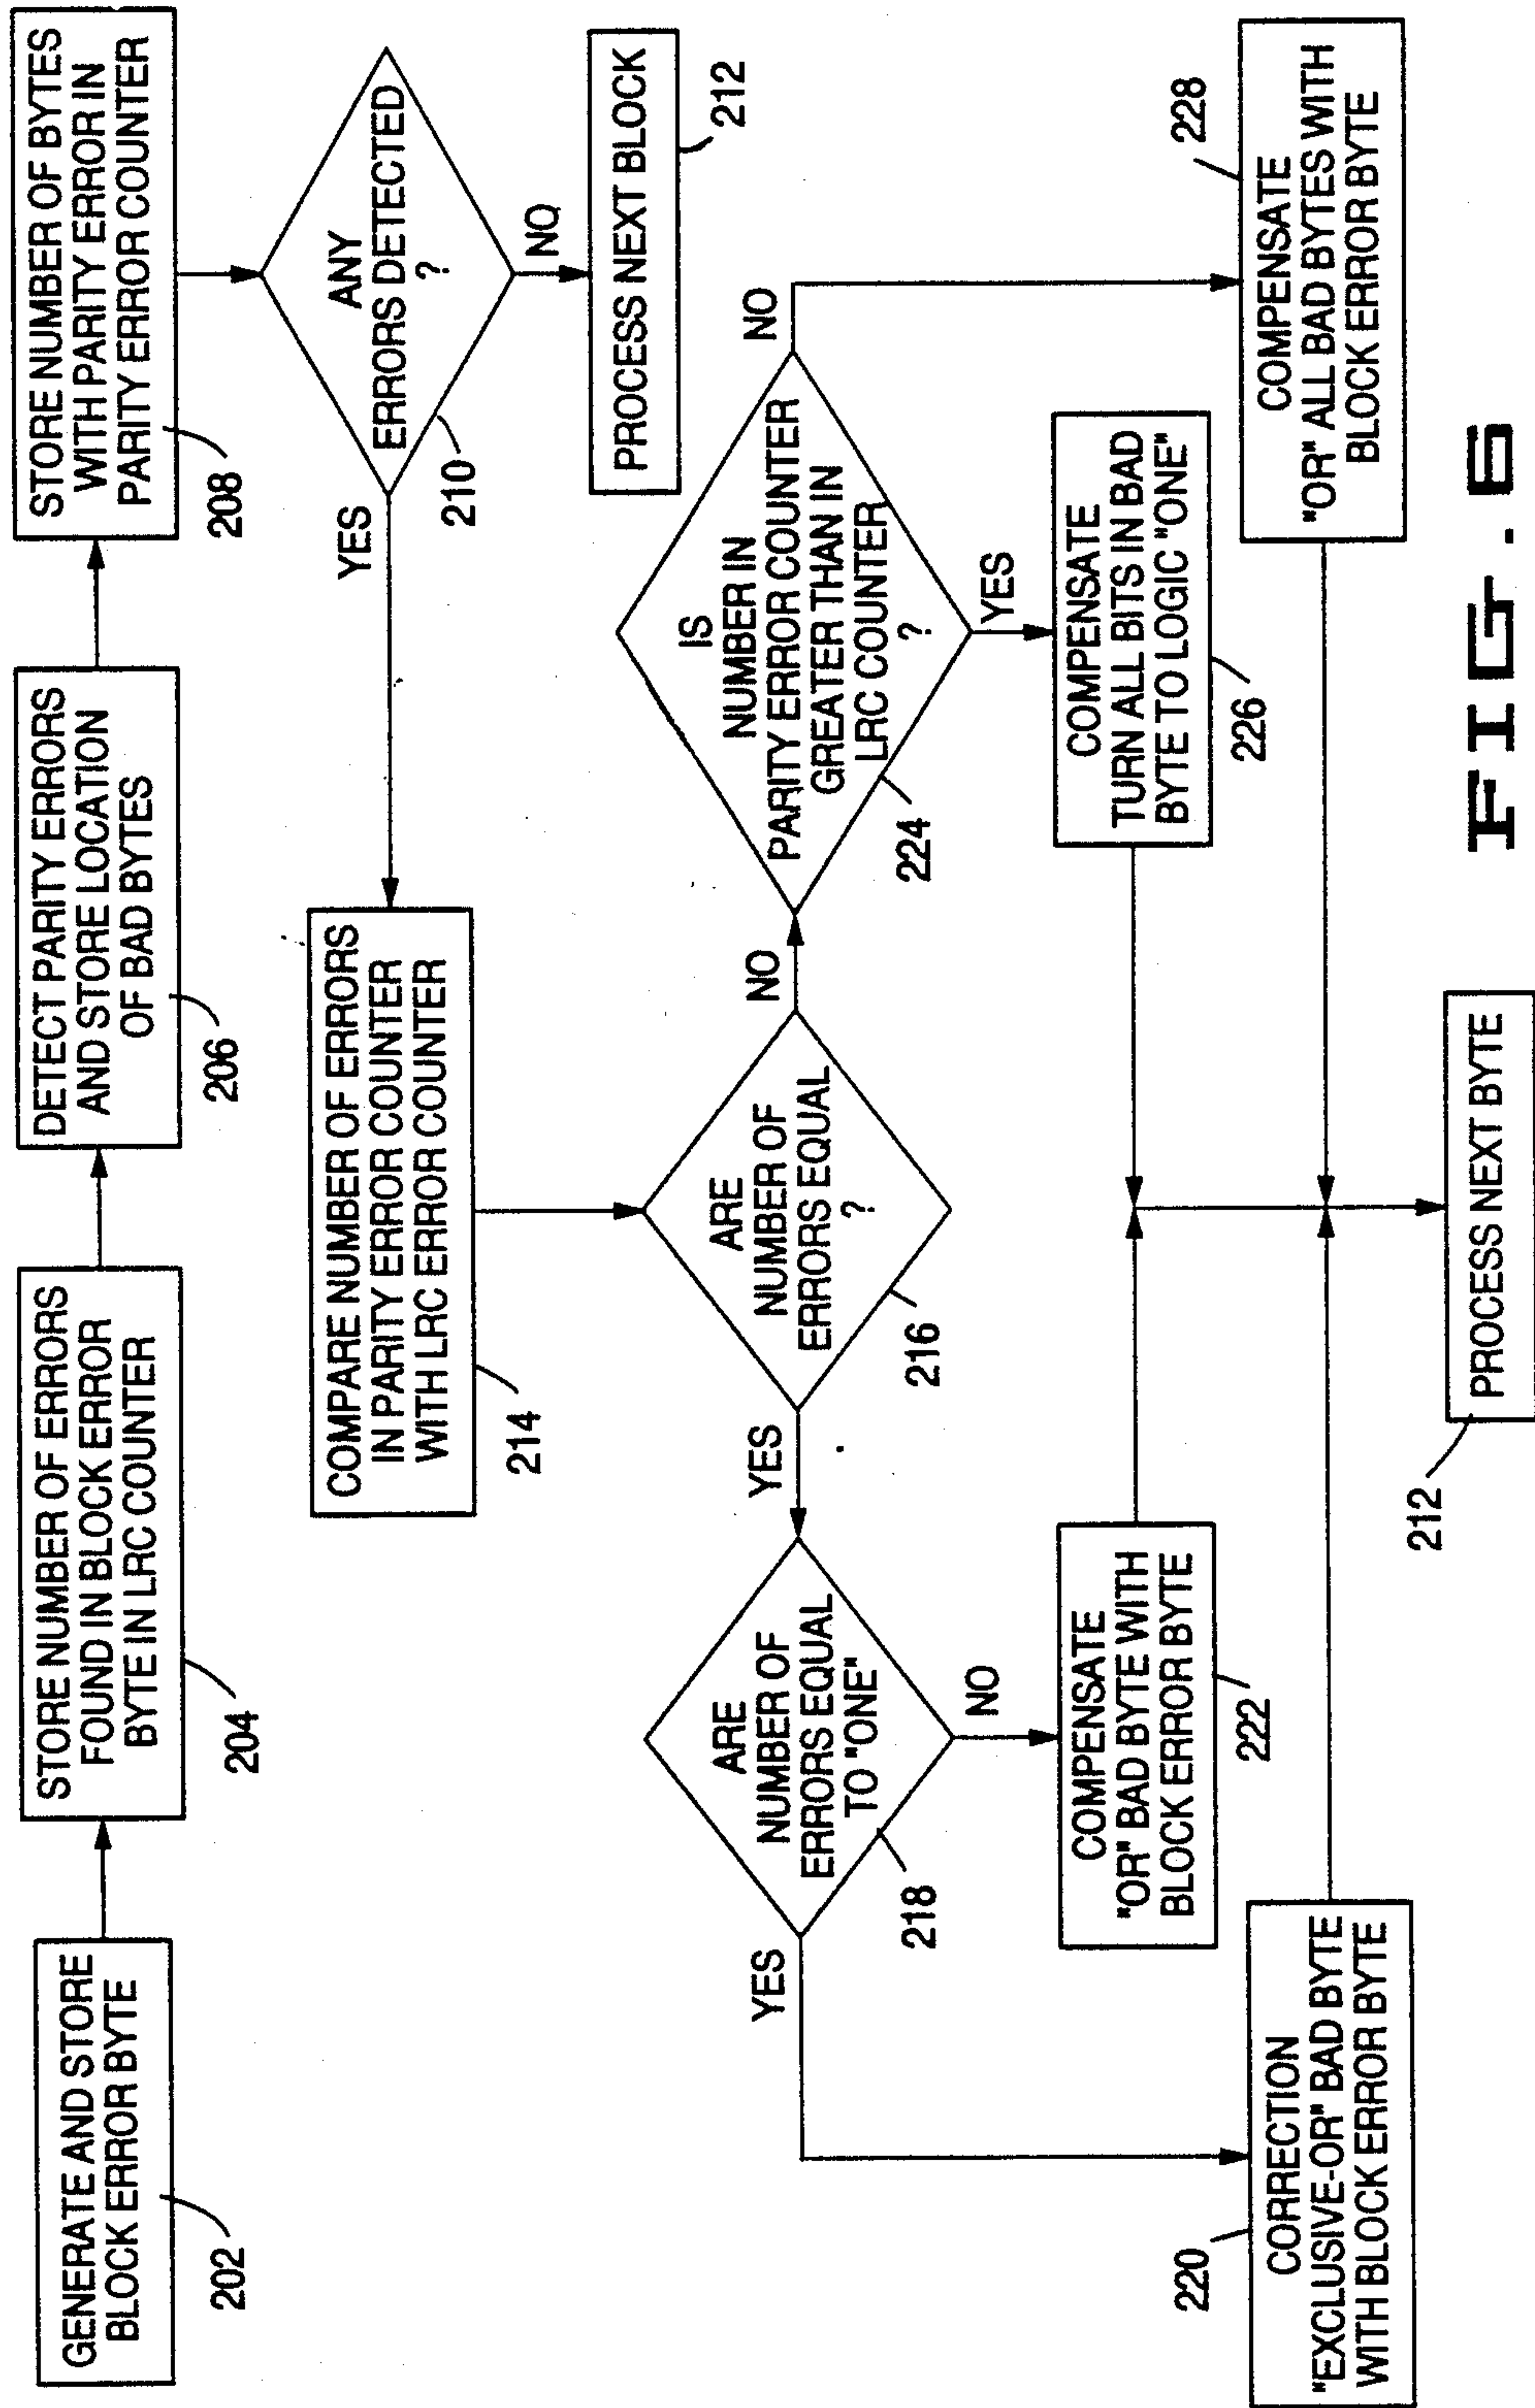 GENERATE AND STORE
BLOCK ERROR BYTE
202
STORE NUMBER OF ERRORS
FOUND IN BLOCK ERROR
BYTE IN LRC COUNTER
204
DETECT PARITY ERRORS
AND STORE LOCATION
OF BAD BYTES
206
STORE NUMBER OF BYTES
WITH PARITY ERROR IN
PARITY ERROR COUNTER
208
ANY
ERRORS DETECTED
?
210
YES
NO
PROCESS NEXT BLOCK
212
COMPARE NUMBER OF ERRORS
IN PARITY ERROR COUNTER
WITH LRC ERROR COUNTER
214
ARE
NUMBER OF
ERRORS EQUAL
?
216
YES
NO
ARE
NUMBER OF
ERRORS EQUAL
TO "ONE"
218
YES
NO
IS
NUMBER IN
PARITY ERROR COUNTER
GREATER THAN IN
LRC COUNTER
?
224
YES
NO
CORRECTION
"EXCLUSIVE-OR" BAD BYTE
WITH BLOCK ERROR BYTE
220
COMPENSATE
"OR" BAD BYTE WITH
BLOCK ERROR BYTE
222
COMPENSATE
TURN ALL BITS IN BAD
BYTE TO LOGIC "ONE"
226
COMPENSATE
"OR" ALL BAD BYTES WITH
BLOCK ERROR BYTE
228
PROCESS NEXT BYTE
212
FIG. 6